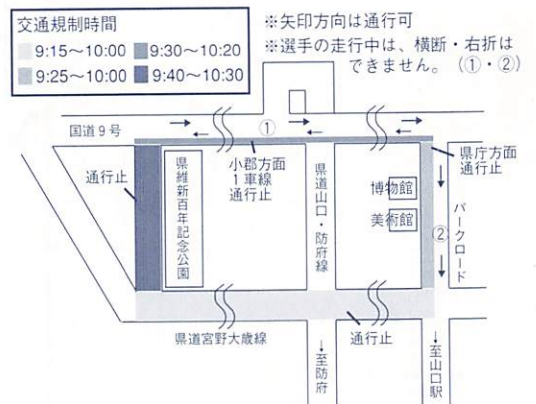 交通規制時間
9:15〜10:00 9:30〜10:20
9:25〜10:00 9:40〜10:30
※矢印方向は通行可
※選手の走行中は、横断・右折は
できません。（①・②）
国道9号
①
通行止
県維新百年記念公園
小郡方面
1車線
通行止
県道山口・防府線
博物館
美術館
県庁方面
通行止
②
パークロード
県道宮野大歳線
通行止
↓至防府
↓至山口駅